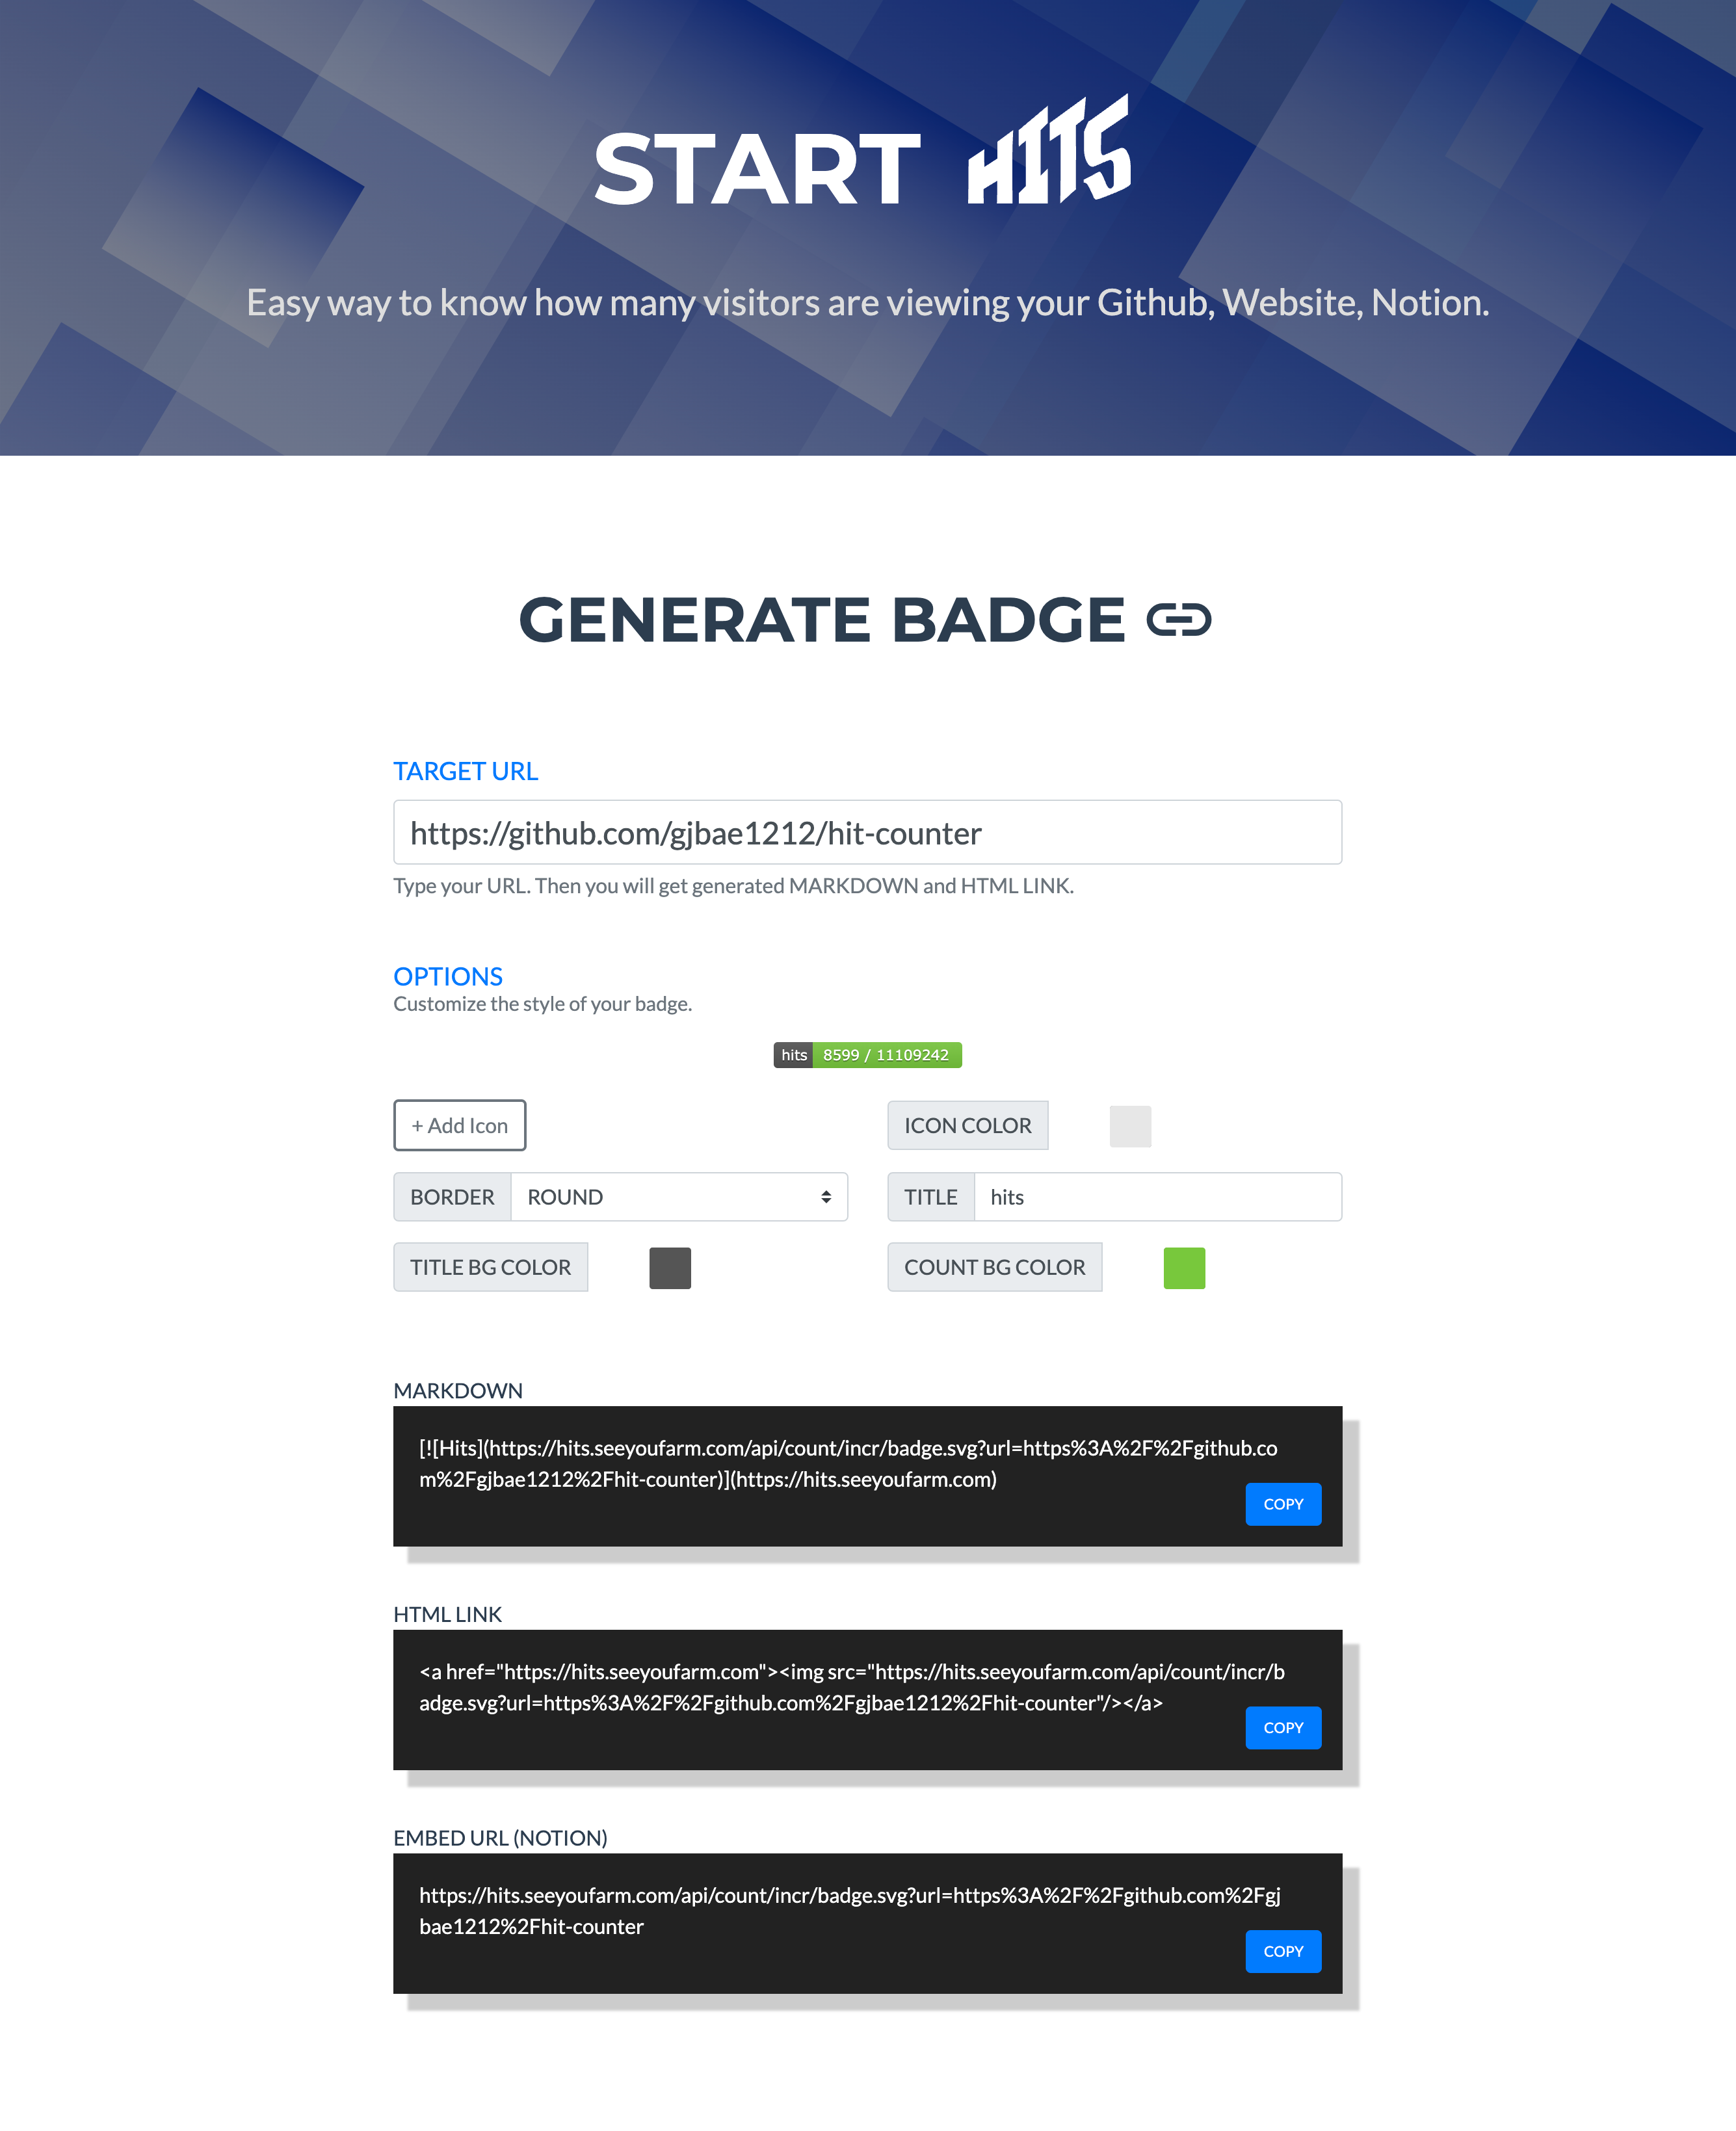 START HITS
Easy way to know how many visitors are viewing your Github, Website, Notion.
GENERATE BADGE
TARGET URL
https://github.com/gjbae1212/hit-counter
Type your URL. Then you will get generated MARKDOWN and HTML LINK.
OPTIONS
Customize the style of your badge.
hits 8599 / 11109242
+ Add Icon
ICON COLOR
BORDER ROUND
TITLE hits
TITLE BG COLOR
COUNT BG COLOR
MARKDOWN
[![Hits](https://hits.seeyoufarm.com/api/count/incr/badge.svg?url=https%3A%2F%2Fgithub.co
m%2Fgjbae1212%2Fhit-counter)](https://hits.seeyoufarm.com)
COPY
HTML LINK
<a href="https://hits.seeyoufarm.com"><img src="https://hits.seeyoufarm.com/api/count/incr/b
adge.svg?url=https%3A%2F%2Fgithub.com%2Fgjbae1212%2Fhit-counter"/></a>
COPY
EMBED URL (NOTION)
https://hits.seeyoufarm.com/api/count/incr/badge.svg?url=https%3A%2F%2Fgithub.com%2Fgj
bae1212%2Fhit-counter
COPY